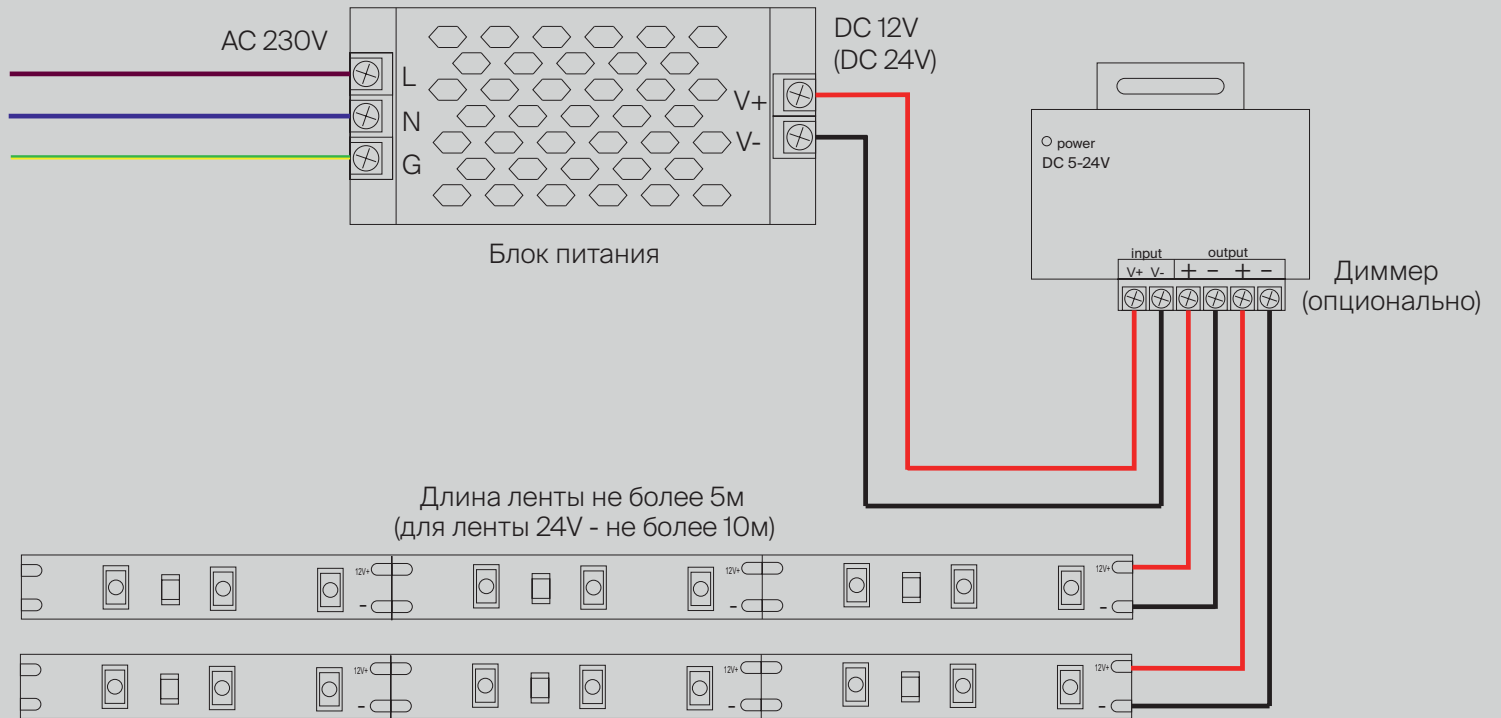 AC 230V
DC 12V
(DC 24V)
L
N
G
V+
V-
Блок питания
power
DC 5-24V
input output
V+ V- + - + -
Диммер
(опционально)
Длина ленты не более 5м
(для ленты 24V - не более 10м)
12V+ 12V+ 12V+
- - -
12V+ 12V+ 12V+
- - -